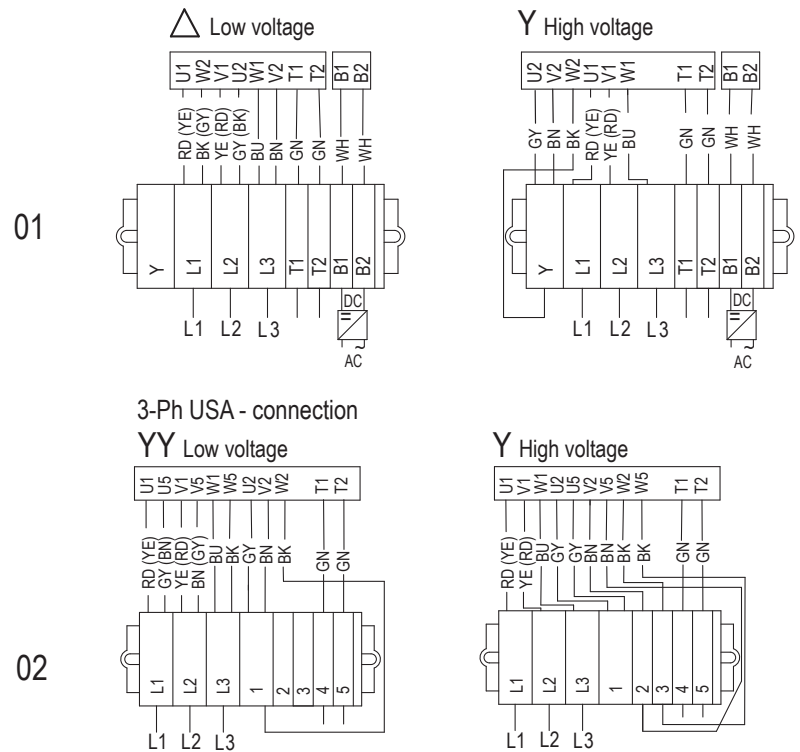 △ Low voltage
U1 W2 V1 U2 W1 V2 T1 T2 B1 B2
RD (YE) BK (GY) YE (RD) GY (BK) BU BN GN GN WH WH
01
Y L1 L2 L3 T1 T2 B1 B2
L1 L2 L3
DC
AC
Y High voltage
U2 V2 W2 U1 V1 W1 T1 T2 B1 B2
GY BN BK RD (YE) YE (RD) BU GN GN WH WH
Y L1 L2 L3 T1 T2 B1 B2
L1 L2 L3
DC
AC
3-Ph USA - connection
YY Low voltage
U1 U5 V1 V5 W1 W5 U2 V2 W2 T1 T2
RD (YE) GY (BN) YE (RD) BN (GY) BU BK GY BN BK GN GN
02
L1 L2 L3 1 2 3 4 5
L1 L2 L3
Y High voltage
U1 V1 W1 U2 U5 V2 V5 W2 W5 T1 T2
RD (YE) YE (RD) BU GY GY BN BN BK BK GN GN
L1 L2 L3 1 2 3 4 5
L1 L2 L3